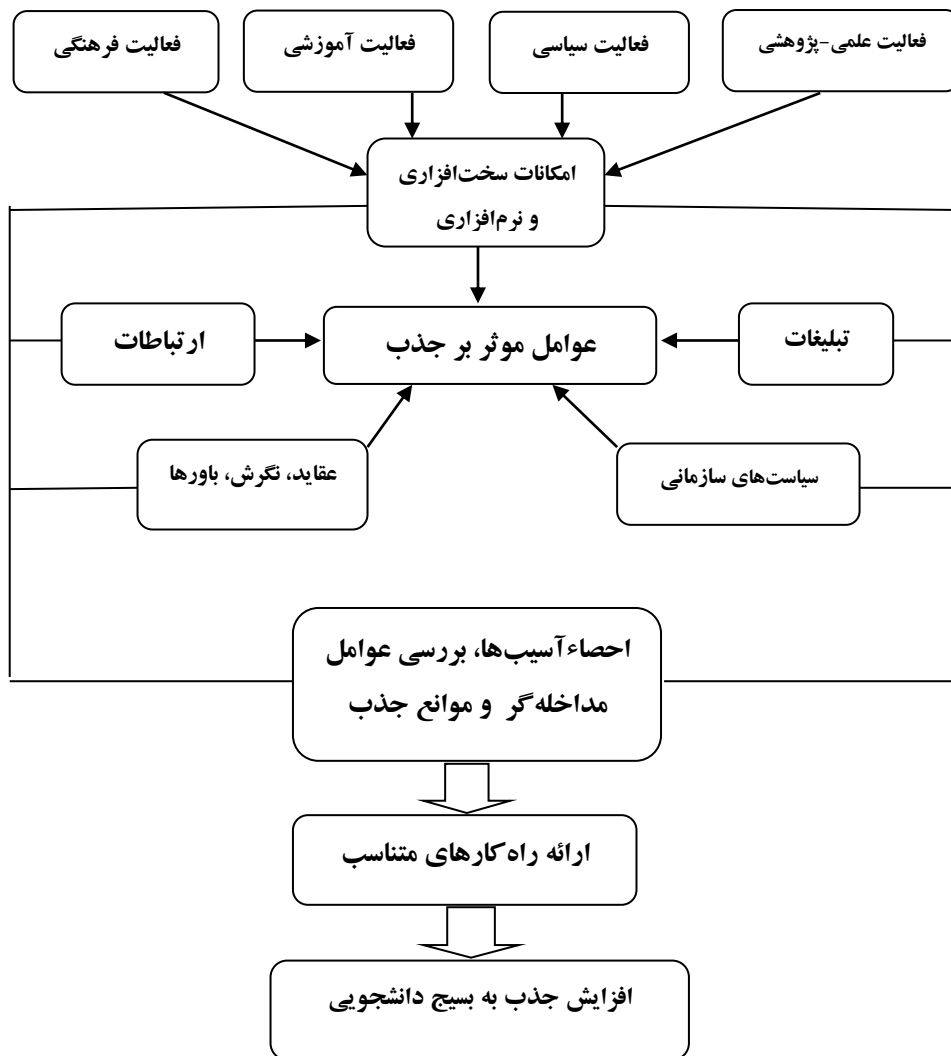 فعالیت علمی-پژوهشی
فعالیت سیاسی
فعالیت آموزشی
فعالیت فرهنگی
امکانات سخت‌افزاری
و نرم‌افزاری
تبلیغات
عوامل موثر بر جذب
ارتباطات
سیاست‌های سازمانی
عقاید، نگرش، باورها
احصاء آسیب‌ها، بررسی عوامل
مداخله‌گر و موانع جذب
ارائه راه‌کارهای متناسب
افزایش جذب به بسیج دانشجویی